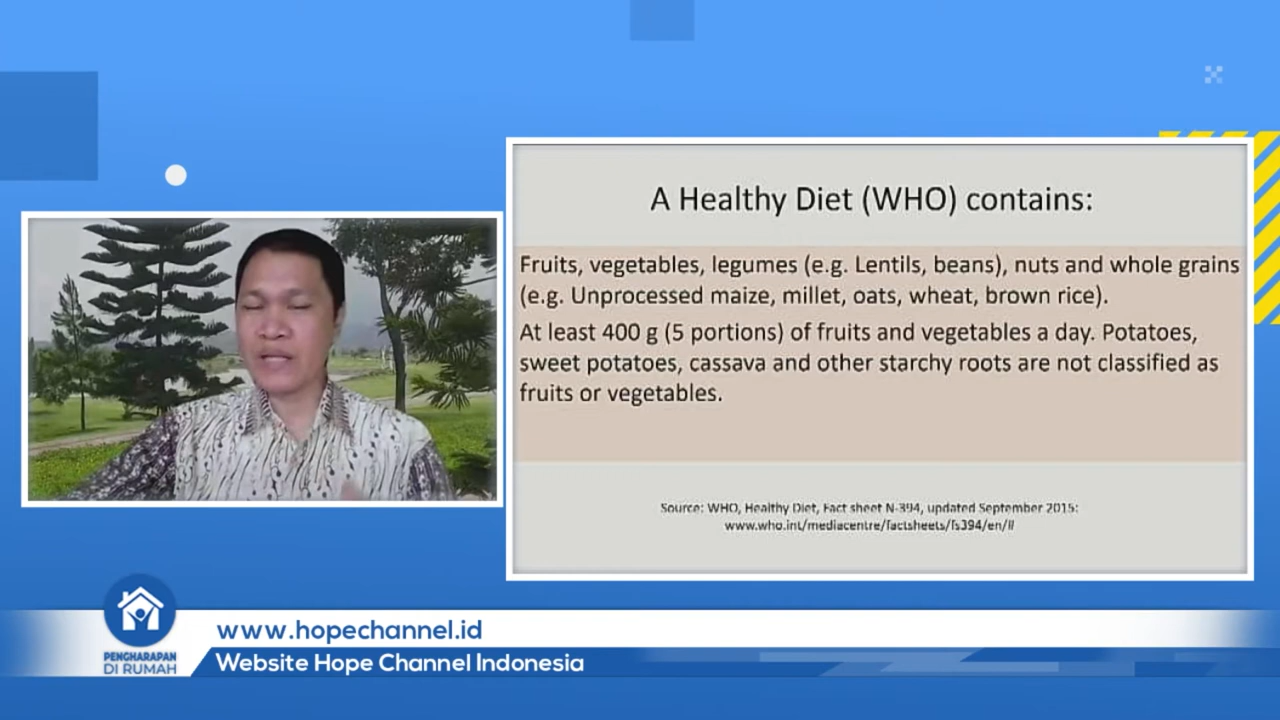 A Healthy Diet (WHO) contains:
Fruits, vegetables, legumes (e.g. Lentils, beans), nuts and whole grains
(e.g. Unprocessed maize, millet, oats, wheat, brown rice).
At least 400 g (5 portions) of fruits and vegetables a day. Potatoes,
sweet potatoes, cassava and other starchy roots are not classified as
fruits or vegetables.
Source: WHO, Healthy Diet, Fact sheet N-394, updated September 2015:
www.who.int/mediacentre/factsheets/fs394/en/#
www.hopechannel.id
Website Hope Channel Indonesia
PENGHARAPAN
DI RUMAH